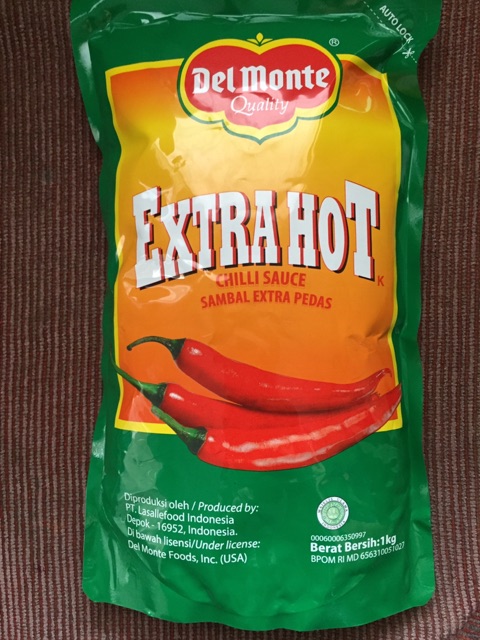 AUTO LOCK
Del Monte
®
Quality
EXTRA HOT
K
CHILLI SAUCE
SAMBAL EXTRA PEDAS
Diproduksi oleh / Produced by:
PT. Lasallefood Indonesia
Depok - 16952, Indonesia.
Di bawah lisensi/Under license:
Del Monte Foods, Inc. (USA)
00060006350997
Berat Bersih:1kg
BPOM RI MD 656310051027